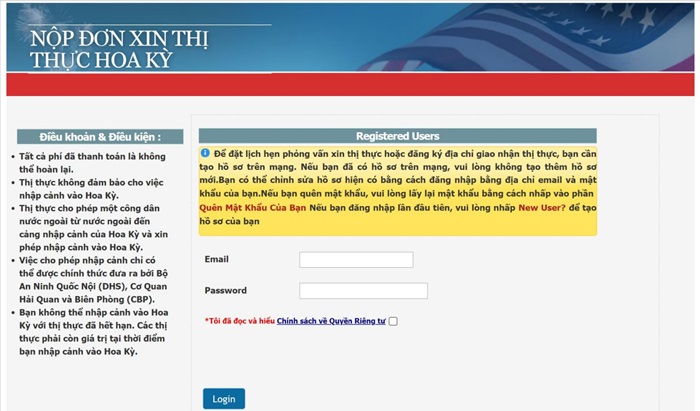 NỘP ĐƠN XIN THỊ
THỰC HOA KỲ
Điều khoản & Điều kiện :
• Tất cả phí đã thanh toán là không
thể hoàn lại.
• Thị thực không đảm bảo cho việc
nhập cảnh vào Hoa Kỳ.
• Thị thực cho phép một công dân
nước ngoài từ nước ngoài đến
cảng nhập cảnh của Hoa Kỳ và xin
phép nhập cảnh vào Hoa Kỳ.
• Việc cho phép nhập cảnh chỉ có
thể được chính thức đưa ra bởi Bộ
An Ninh Quốc Nội (DHS), Cơ Quan
Hải Quan và Biên Phòng (CBP).
• Bạn không thể nhập cảnh vào Hoa
Kỳ với thị thực đã hết hạn. Các thị
thực phải còn giá trị tại thời điểm
bạn nhập cảnh vào Hoa Kỳ.
Registered Users
Để đặt lịch hẹn phỏng vấn xin thị thực hoặc đăng ký địa chỉ giao nhận thị thực, bạn cần
tạo hồ sơ trên mạng. Nếu bạn đã có hồ sơ trên mạng, vui lòng không tạo thêm hồ sơ
mới.Bạn có thể chỉnh sửa hồ sơ hiện có bằng cách đăng nhập bằng địa chỉ email và mật
khẩu của bạn.Nếu bạn quên mật khẩu, vui lòng lấy lại mật khẩu bằng cách nhấp vào phần
Quên Mật Khẩu Của Bạn Nếu bạn đăng nhập lần đầu tiên, vui lòng nhấp New User? để tạo
hồ sơ của bạn
Email
Password
*Tôi đã đọc và hiểu Chính sách về Quyền Riêng tư
Login